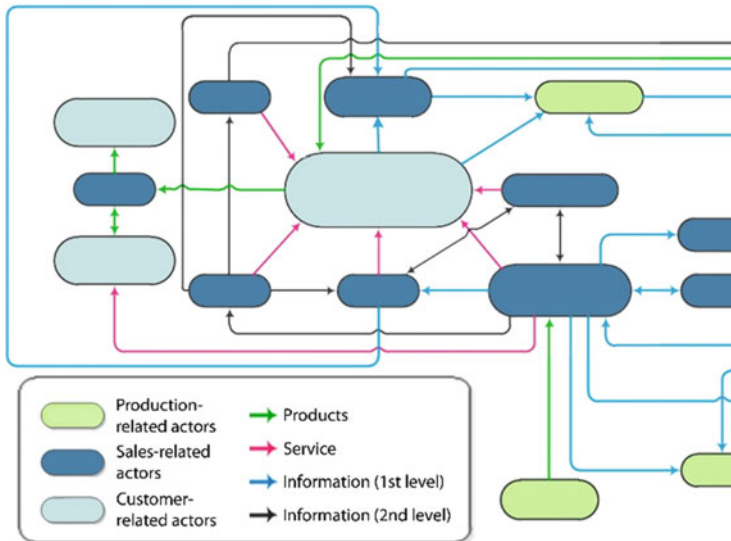 Production-
related actors
Sales-related
actors
Customer-
related actors
Products
Service
Information (1st level)
Information (2nd level)